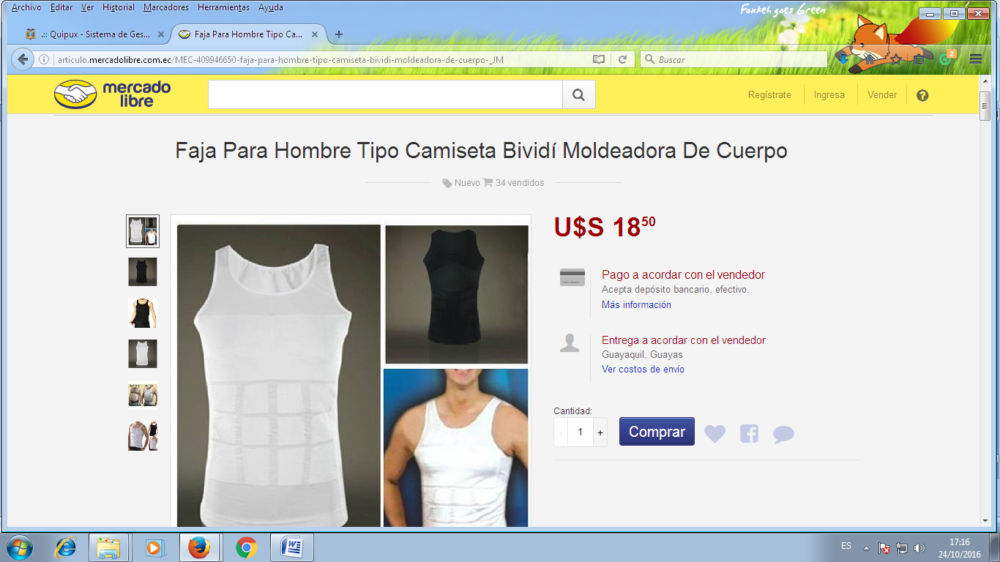 Archivo Editar Ver Historial Marcadores Herramientas Ayuda
Foxkeh goes Green
.:: Quipux - Sistema de Ges...
Faja Para Hombre Tipo Ca...
articulo.mercadolibre.com.ec/MEC-409946650-faja-para-hombre-tipo-camiseta-bividi-moldeadora-de-cuerpo-_JM
Buscar
2
mercado
libre
Regístrate
Ingresa
Vender
?
Faja Para Hombre Tipo Camiseta Bividí Moldeadora De Cuerpo
Nuevo 34 vendidos
U$S 1850
Pago a acordar con el vendedor
Acepta depósito bancario, efectivo.
Más información
Entrega a acordar con el vendedor
Guayaquil, Guayas
Ver costos de envío
Cantidad:
- 1 +
Comprar
ES
17:16
24/10/2016